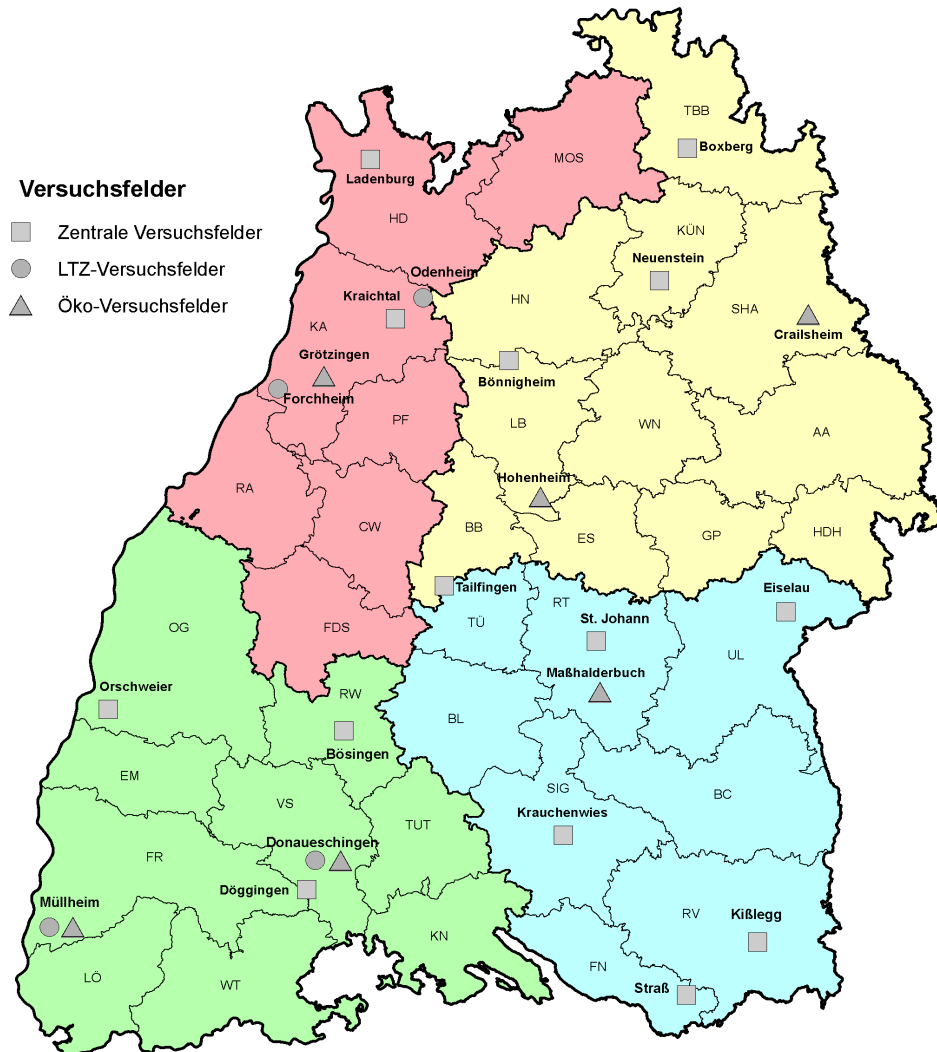 TBB
Boxberg
MOS
Ladenburg
Versuchsfelder
HD
Zentrale Versuchsfelder
KÜN
Neuenstein
LTZ-Versuchsfelder
Odenheim
Kraichtal
HN
Öko-Versuchsfelder
SHA
KA
Crailsheim
Grötzingen
Bönnigheim
Forchheim
PF
LB
WN
AA
Hohenheim
RA
CW
BB
ES
GP
HDH
Tailfingen
Eiselau
RT
OG
FDS
TÜ
St. Johann
UL
Maßhalderbuch
Orschweier
RW
BL
Bösingen
EM
VS
SIG
BC
Krauchenwies
TUT
Donaueschingen
FR
Döggingen
Müllheim
RV
Kißlegg
KN
FN
LÖ
WT
Straß